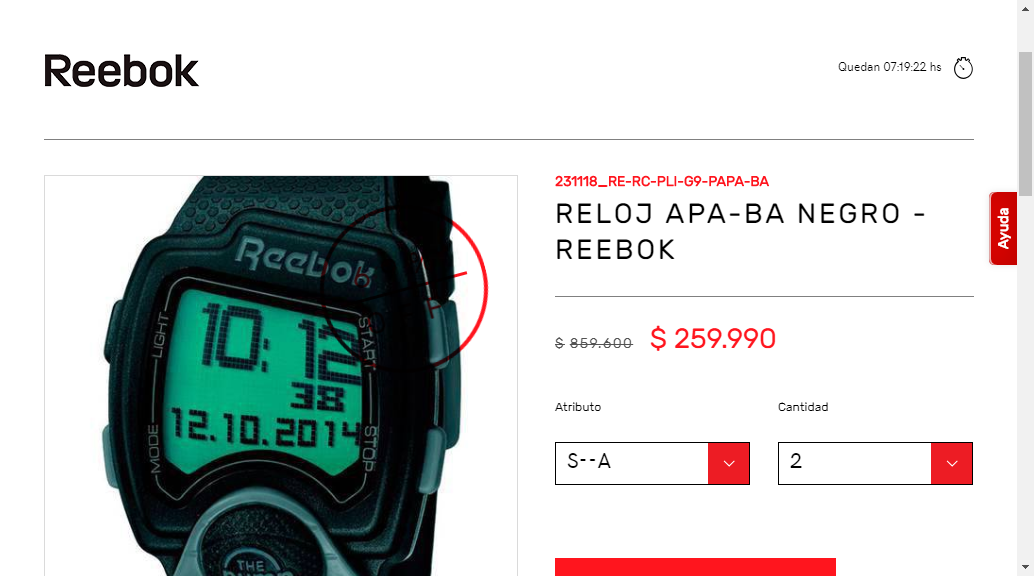 Reebok
Quedan 07:19:22 hs
231118_RE-RC-PLI-G9-PAPA-BA
RELOJ APA-BA NEGRO -
REEBOK
$ 859.600 $ 259.990
Atributo Cantidad
S--A 2
Ayuda
Reebok
LIGHT
START
10:12
38
12.10.2014
MODE
STOP
THE